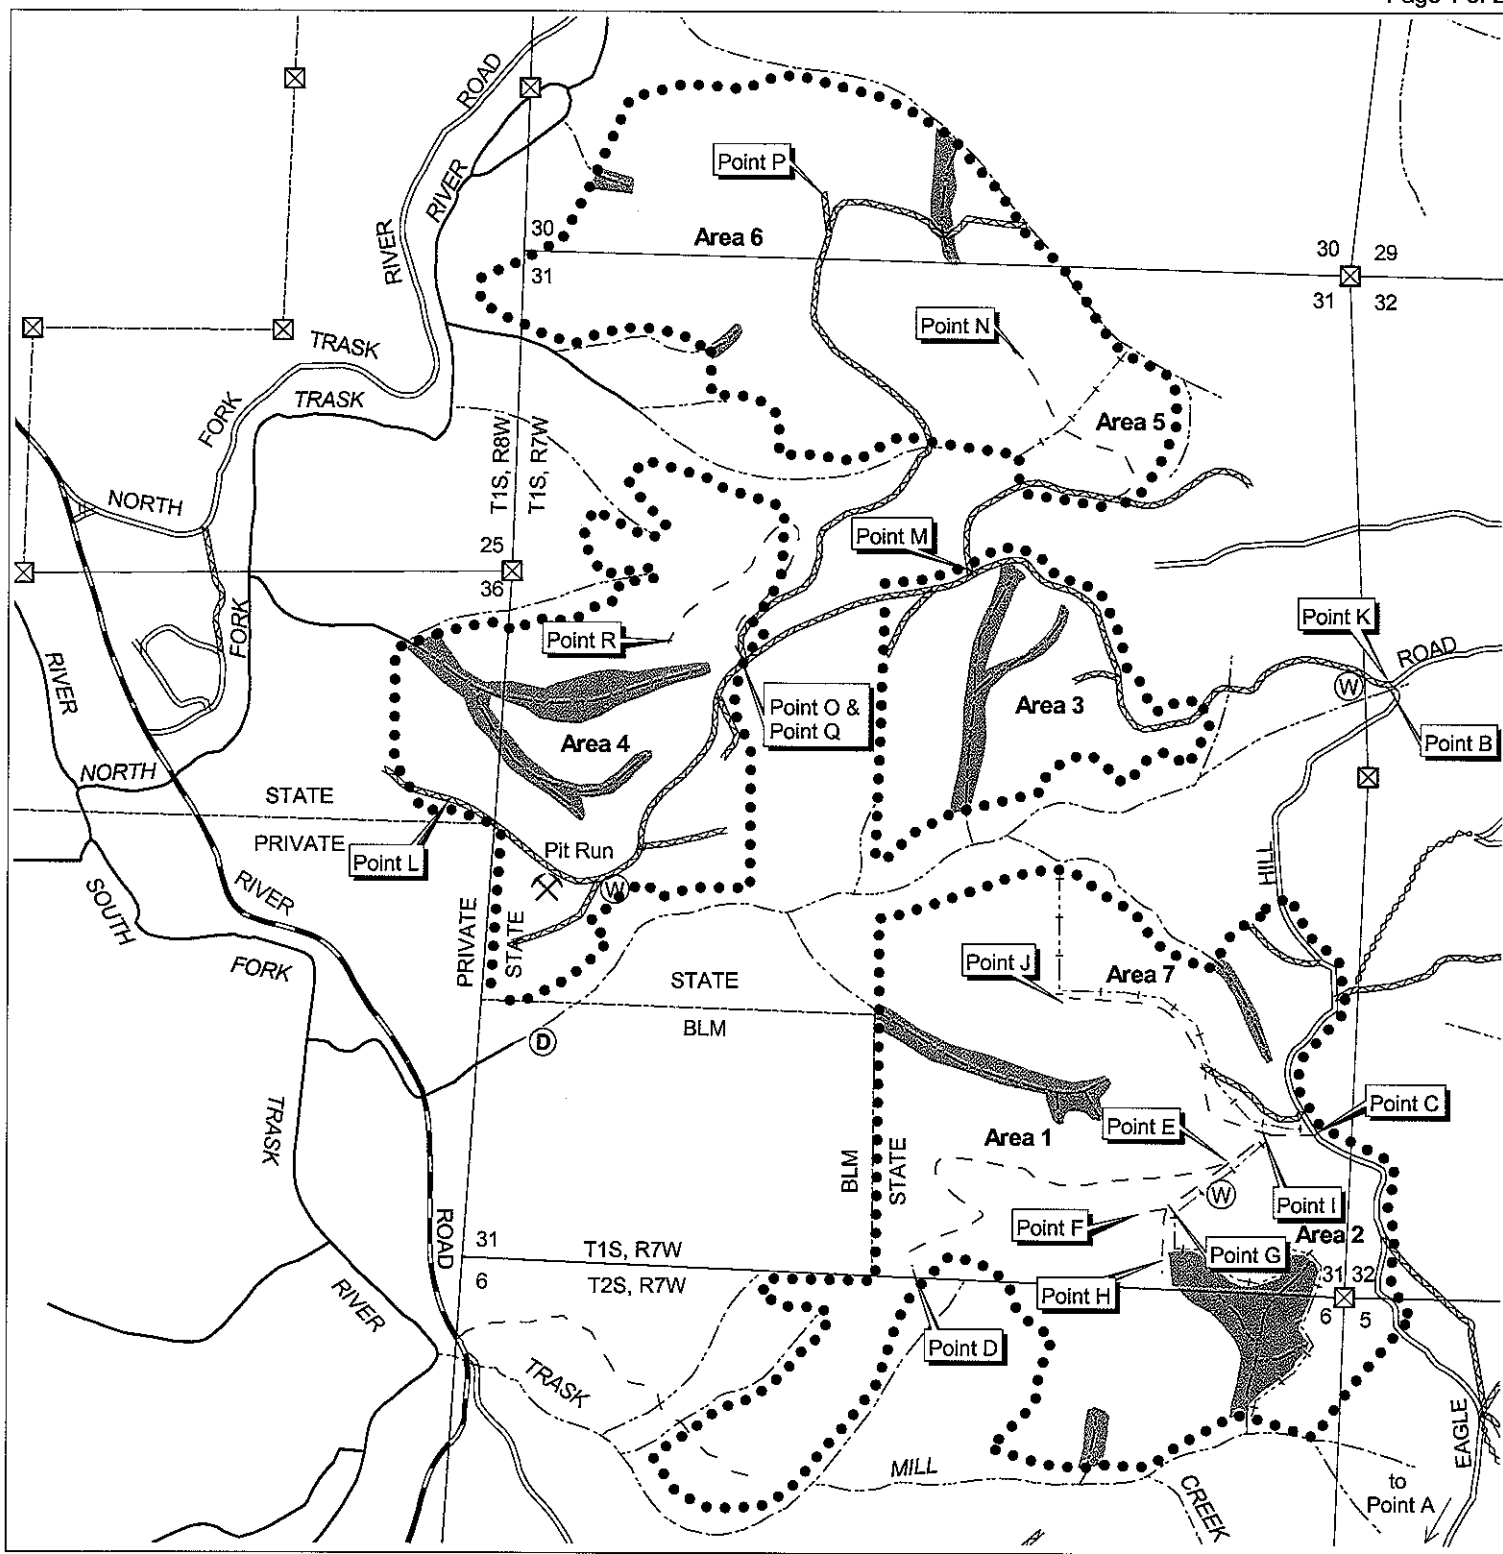 ROAD
RIVER
RIVER
Point P
30
Area 6
31
30
29
31
32
TRASK
Point N
FORK
TRASK
T1S, R8W
T1S, R7W
Area 5
NORTH
25
36
Point M
Point R
Point K
ROAD
FORK
RIVER
Point O &
Point Q
Area 3
Area 4
Point B
NORTH
STATE
PRIVATE
Pit Run
Point L
HILL
RIVER
SOUTH
PRIVATE
STATE
FORK
STATE
BLM
Point J
Area 7
D
W
W
W
TRASK
Point C
Point E
Area 1
BLM
STATE
Point I
Point F
Area 2
Point G
ROAD
31
T1S, R7W
6
T2S, R7W
31
32
6
5
Point H
RIVER
Point D
TRASK
MILL
CREEK
EAGLE
to
Point A